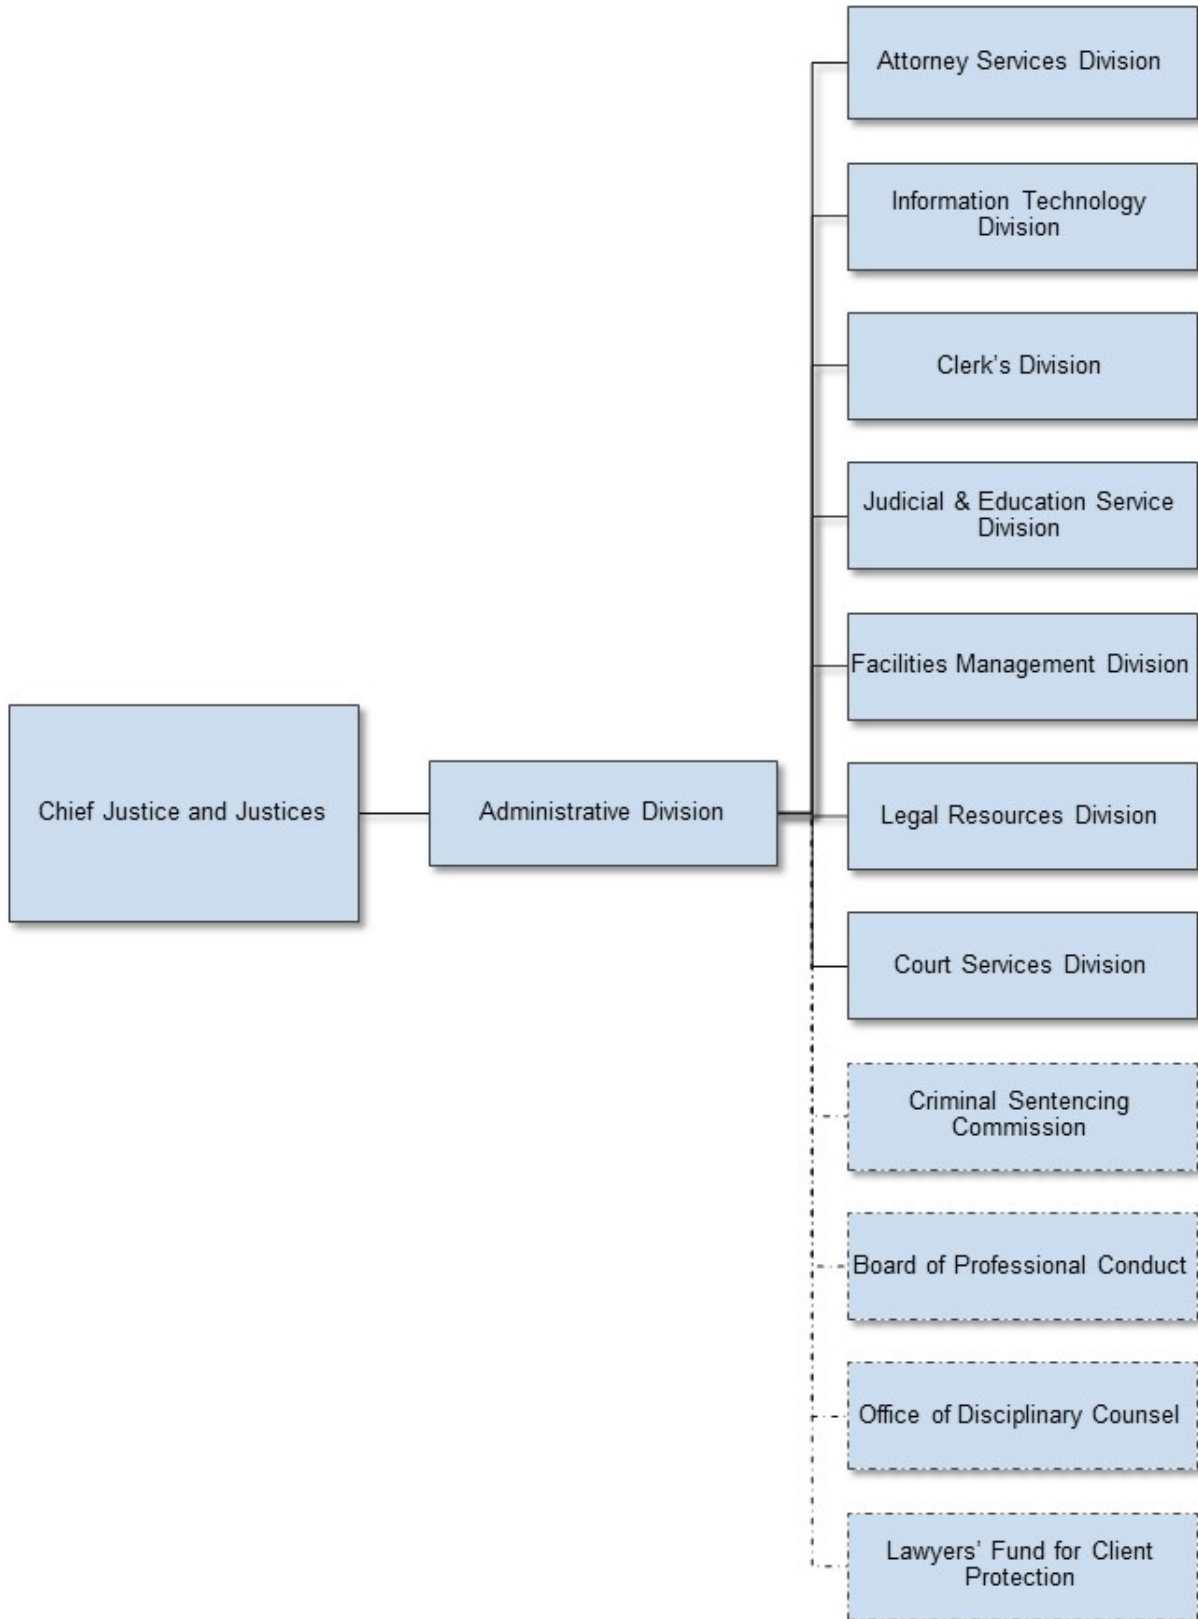 Attorney Services Division
Information Technology
Division
Clerk’s Division
Judicial & Education Service
Division
Facilities Management Division
Chief Justice and Justices
Administrative Division
Legal Resources Division
Court Services Division
Criminal Sentencing
Commission
Board of Professional Conduct
Office of Disciplinary Counsel
Lawyers’ Fund for Client
Protection